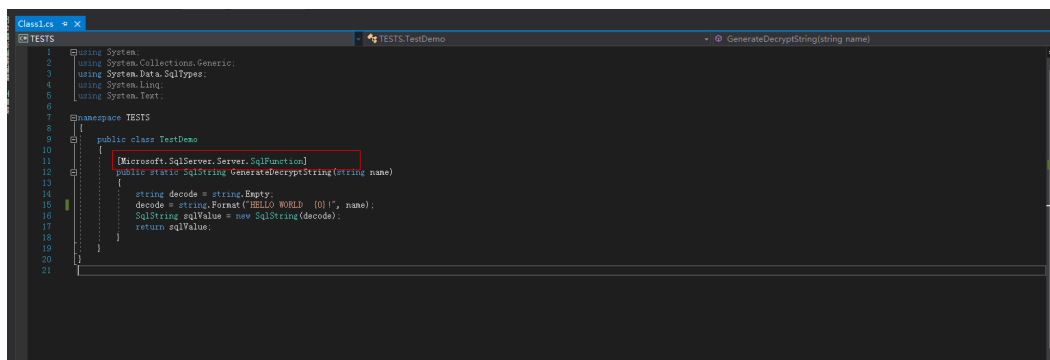 Class1.cs
TESTS
TESTS.TestDemo
GenerateDecryptString(string name)
1 using System;
2 using System.Collections.Generic;
3 using System.Data.SqlTypes;
4 using System.Linq;
5 using System.Text;
6
7 namespace TESTS
8 {
9 public class TestDemo
10 {
11 [Microsoft.SqlServer.Server.SqlFunction]
12 public static SqlString GenerateDecryptString(string name)
13 {
14 string decode = string.Empty;
15 decode = string.Format("HELLO WORLD  {0}!", name);
16 SqlString sqlValue = new SqlString(decode);
17 return sqlValue;
18 }
19 }
20 }
21